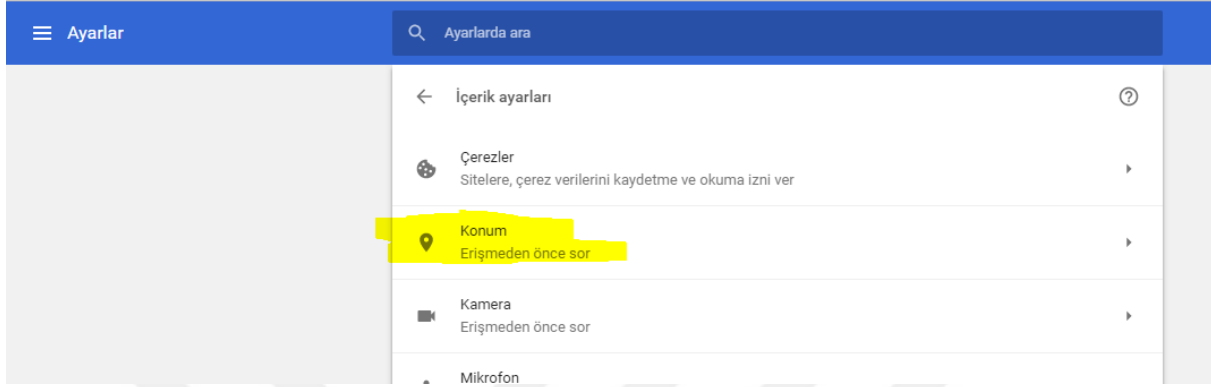 Ayarlar
Ayarlarda ara
İçerik ayarları
Çerezler
Sitelere, çerez verilerini kaydetme ve okuma izni ver
Konum
Erişmeden önce sor
Kamera
Erişmeden önce sor
Mikrofon